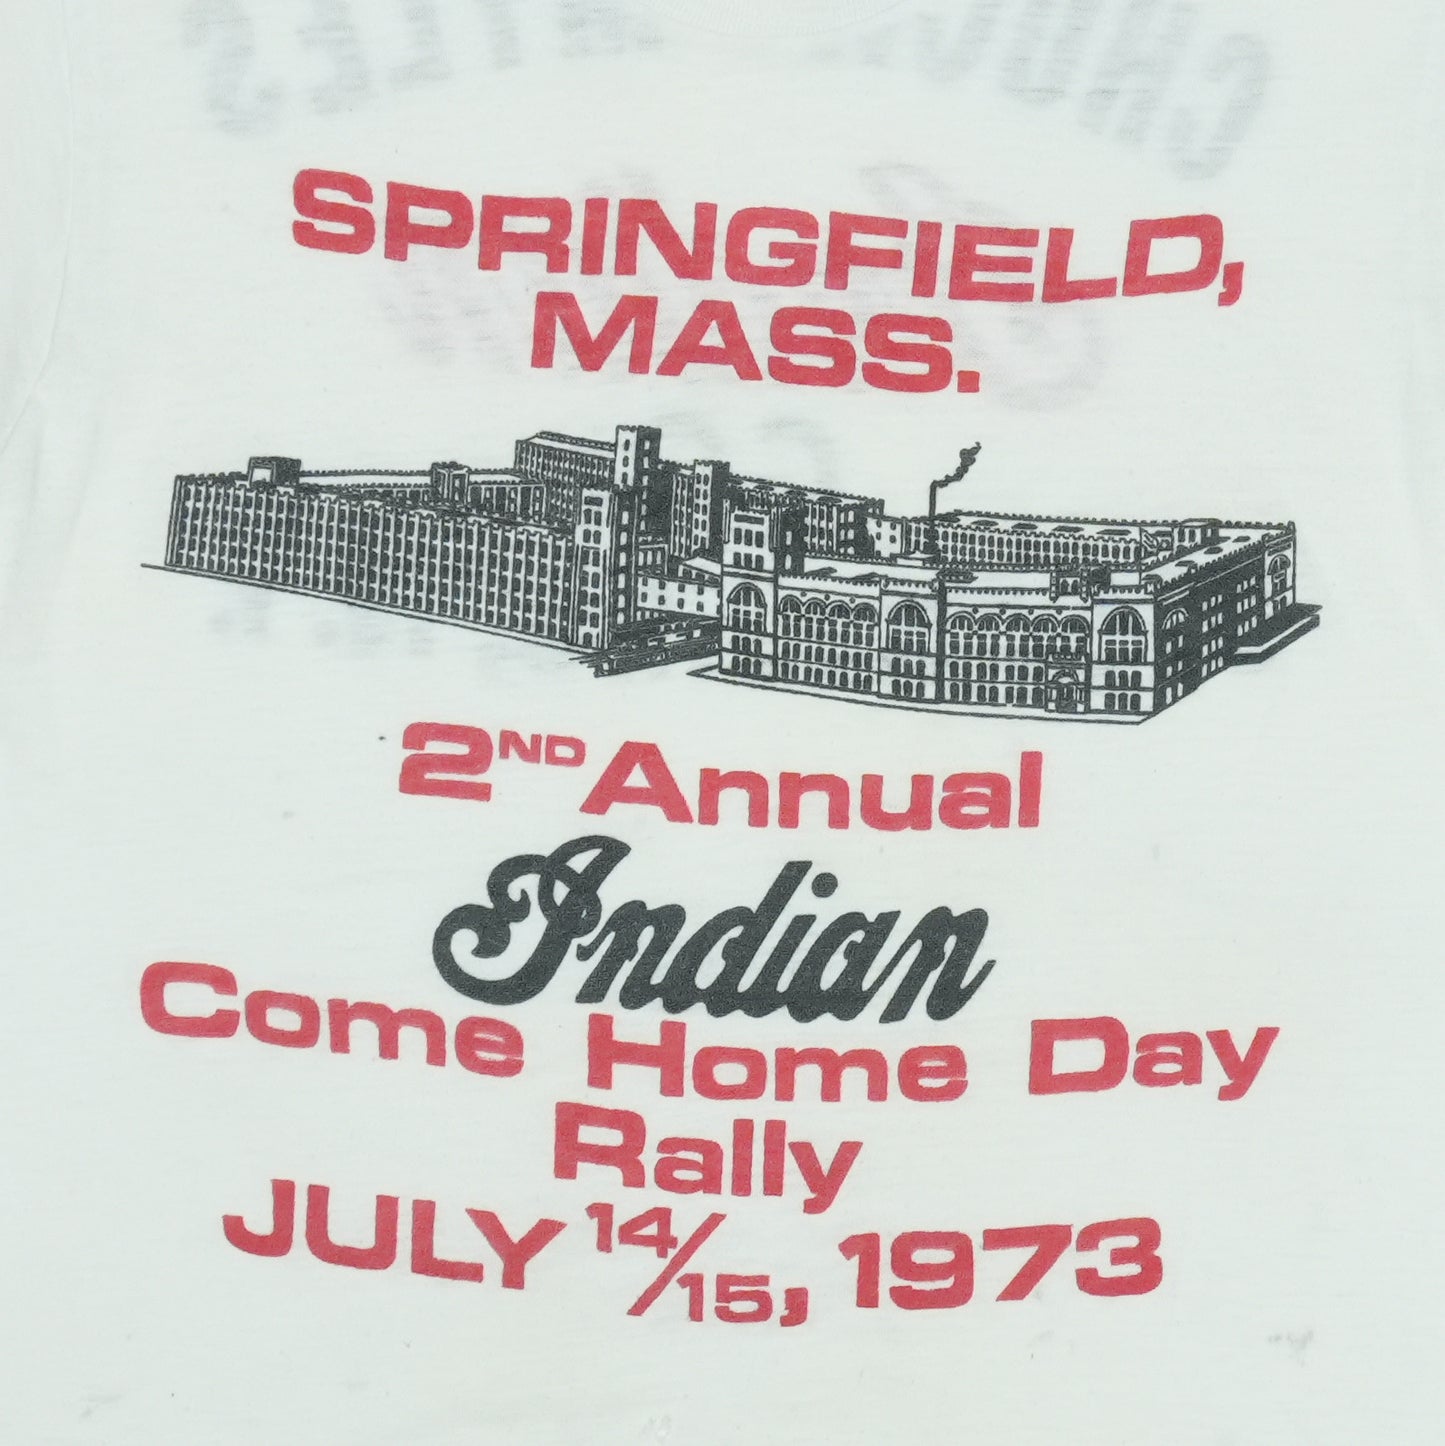 SPRINGFIELD,
MASS.
2ND Annual
Indian
Come Home Day
Rally
JULY 14/15, 1973